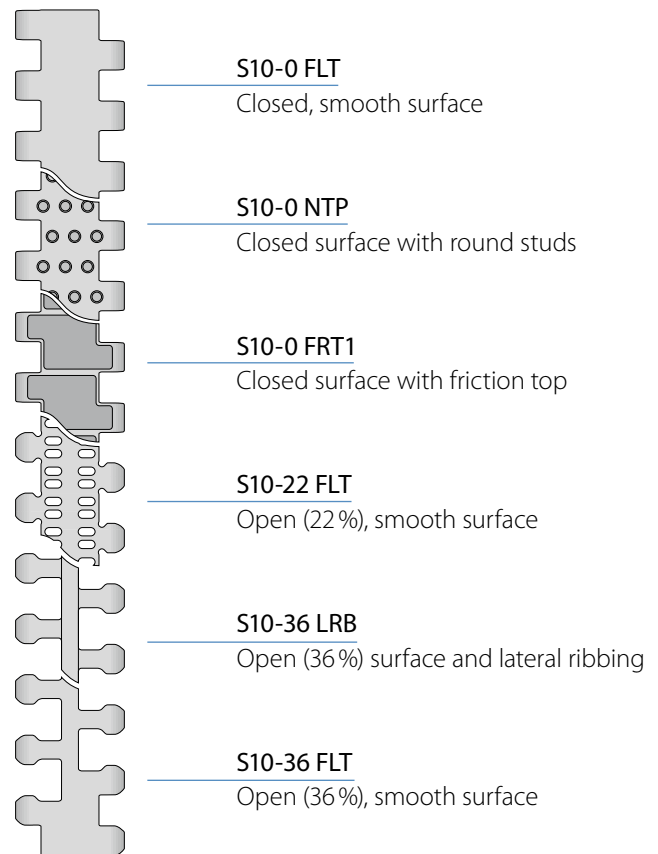 S10-0 FLT
Closed, smooth surface
S10-0 NTP
Closed surface with round studs
S10-0 FRT1
Closed surface with friction top
S10-22 FLT
Open (22 %), smooth surface
S10-36 LRB
Open (36 %) surface and lateral ribbing
S10-36 FLT
Open (36 %), smooth surface